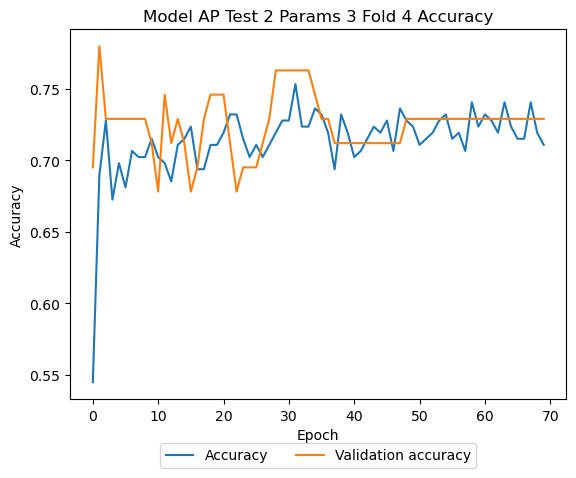 Model AP Test 2 Params 3 Fold 4 Accuracy
0.75
0.70
0.65
0.60
0.55
Accuracy
0 10 20 30 40 50 60 70
Epoch
Accuracy Validation accuracy